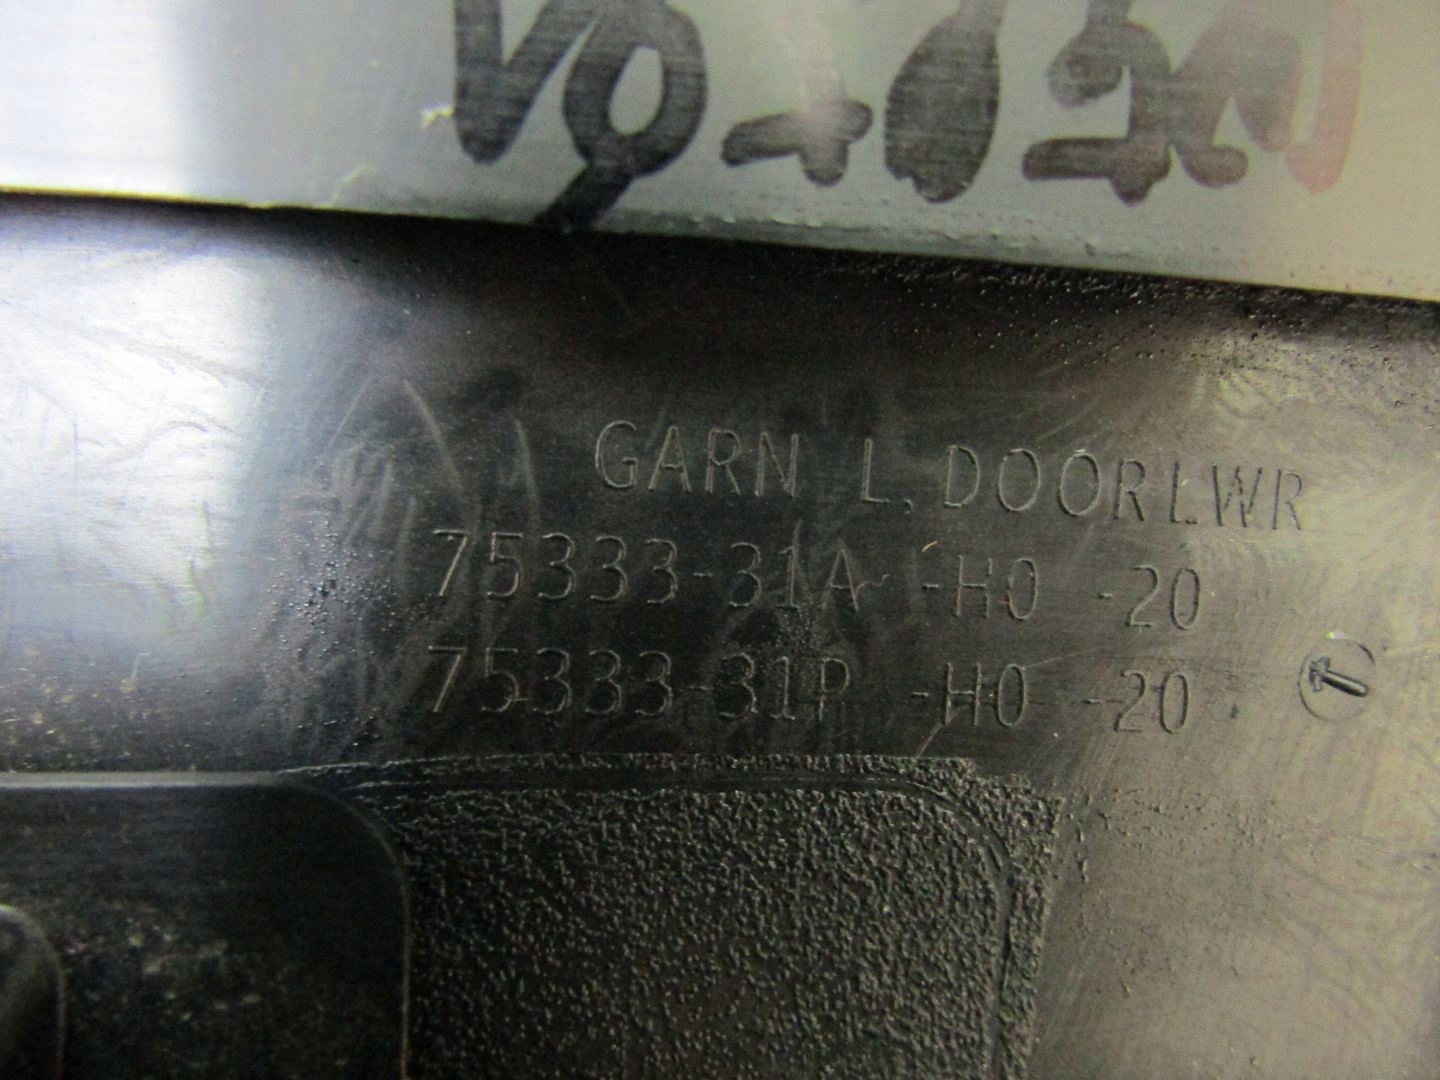 GARN L, DOOR LWR
75333-31A -H0 -20
75333-31P -H0 -20